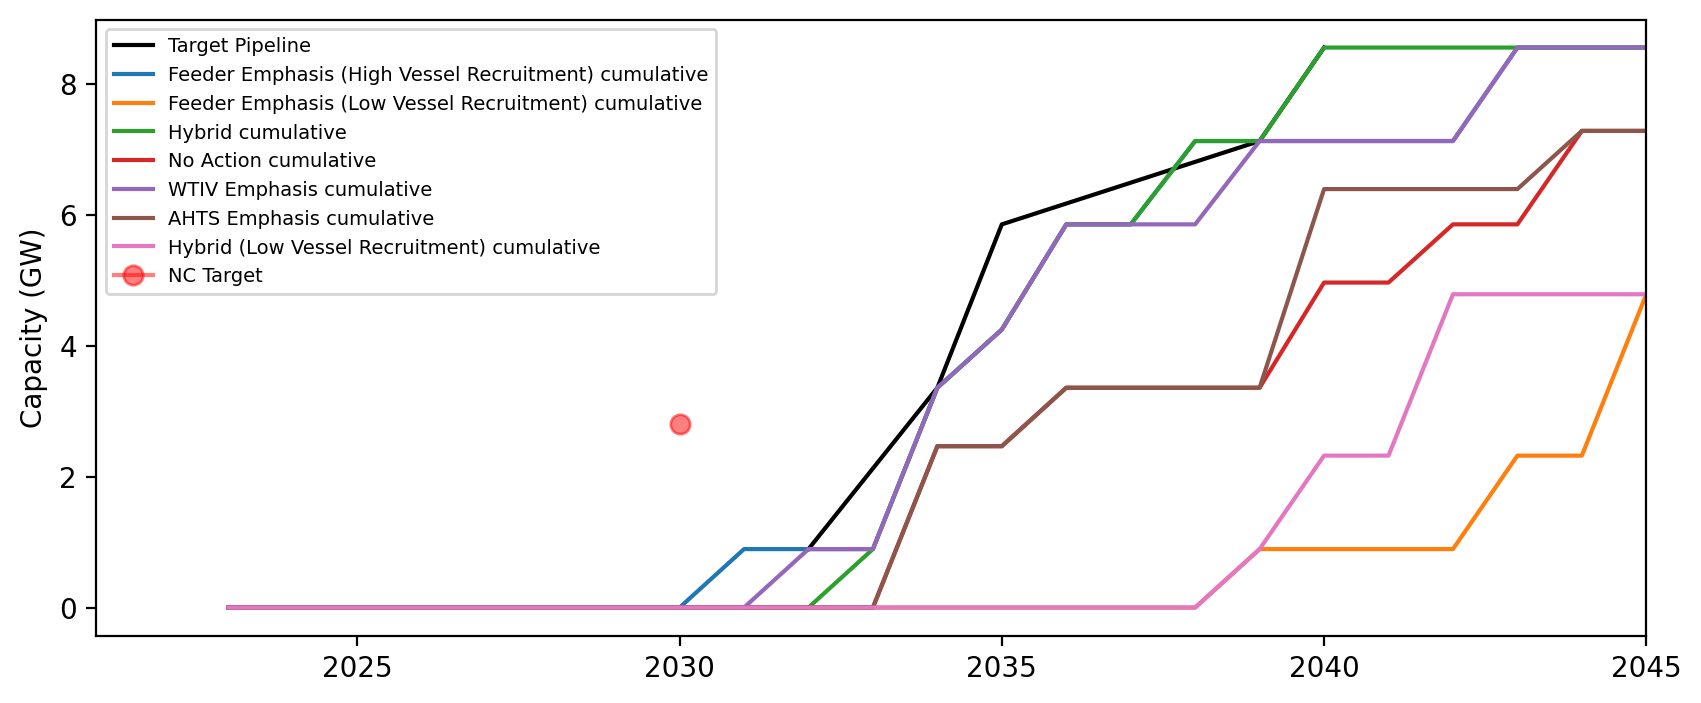 Target Pipeline
Feeder Emphasis (High Vessel Recruitment) cumulative
Feeder Emphasis (Low Vessel Recruitment) cumulative
Hybrid cumulative
No Action cumulative
WTIV Emphasis cumulative
AHTS Emphasis cumulative
Hybrid (Low Vessel Recruitment) cumulative
NC Target
Capacity (GW)
8
6
4
2
0
2025 2030 2035 2040 2045